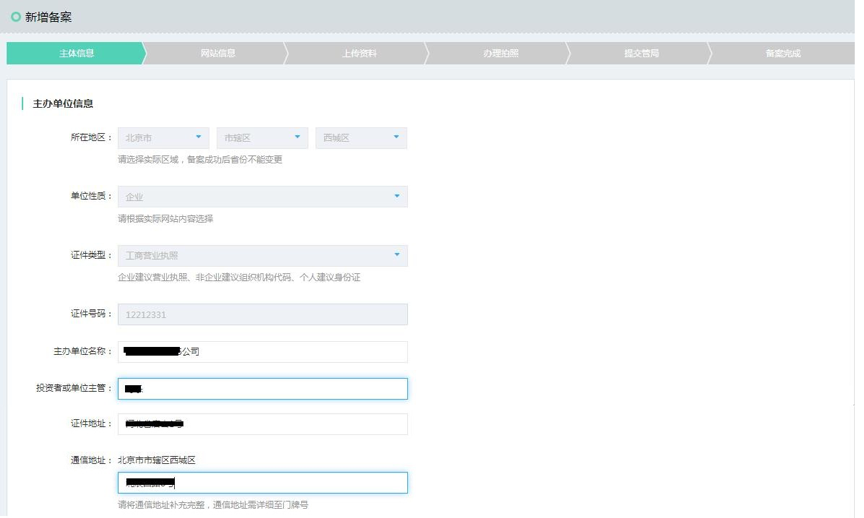 新增备案
主体信息 网站信息 上传资料 办理拍照 提交管局 备案完成
主办单位信息
所在地区： 北京市 市辖区 西城区
请选择实际区域，备案成功后省份不能变更
单位性质： 企业
请根据实际网站内容选择
证件类型： 工商营业执照
企业建议营业执照、非企业建议组织机构代码、个人建议身份证
证件号码： 12212331
主办单位名称： 公司
投资者或单位主管：
证件地址：
通信地址： 北京市市辖区西城区
请将通信地址补充完整，通信地址需详细至门牌号